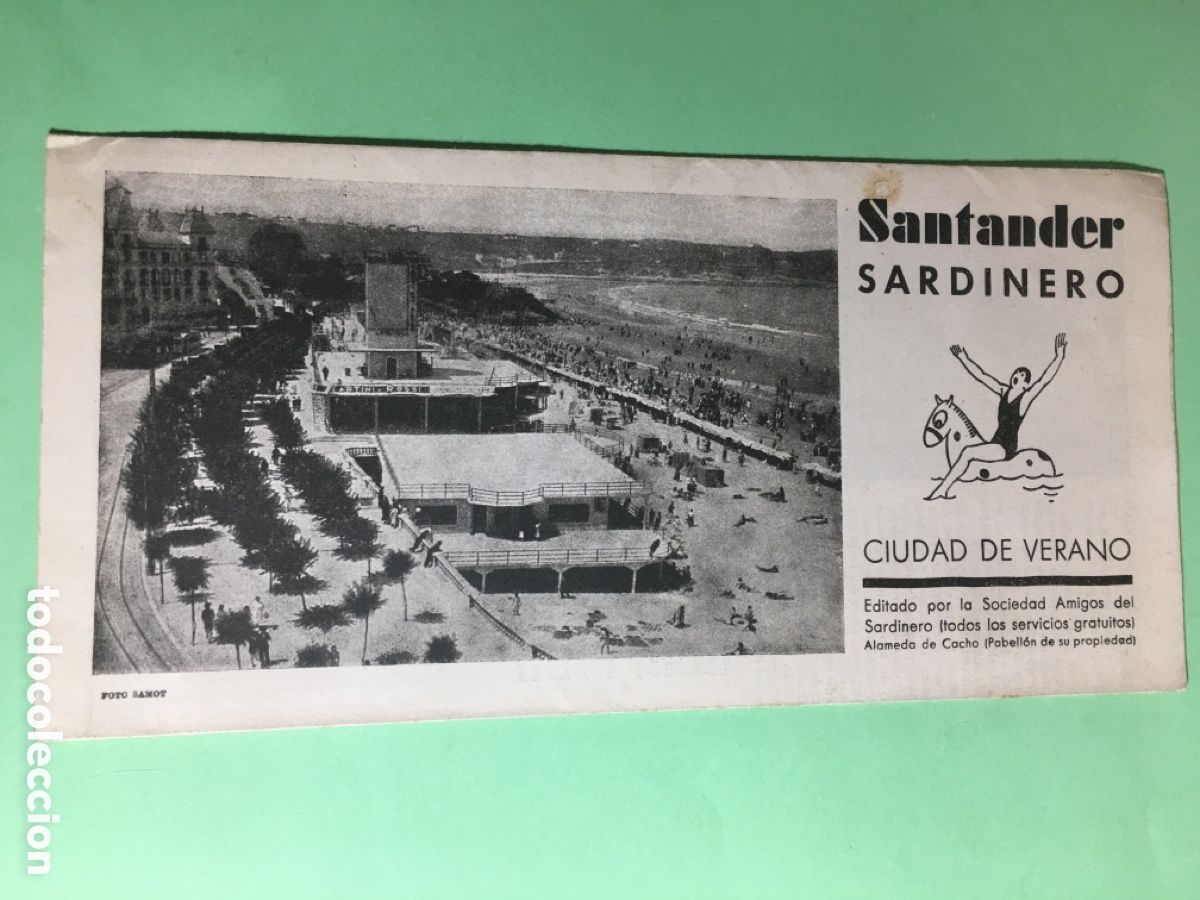 Santander
SARDINERO
CIUDAD DE VERANO
Editado por la Sociedad Amigos del
Sardinero (todos los servicios gratuitos)
Alameda de Cacho (Pabellón de su propiedad)
FOTO SAMOT
todocoleccion